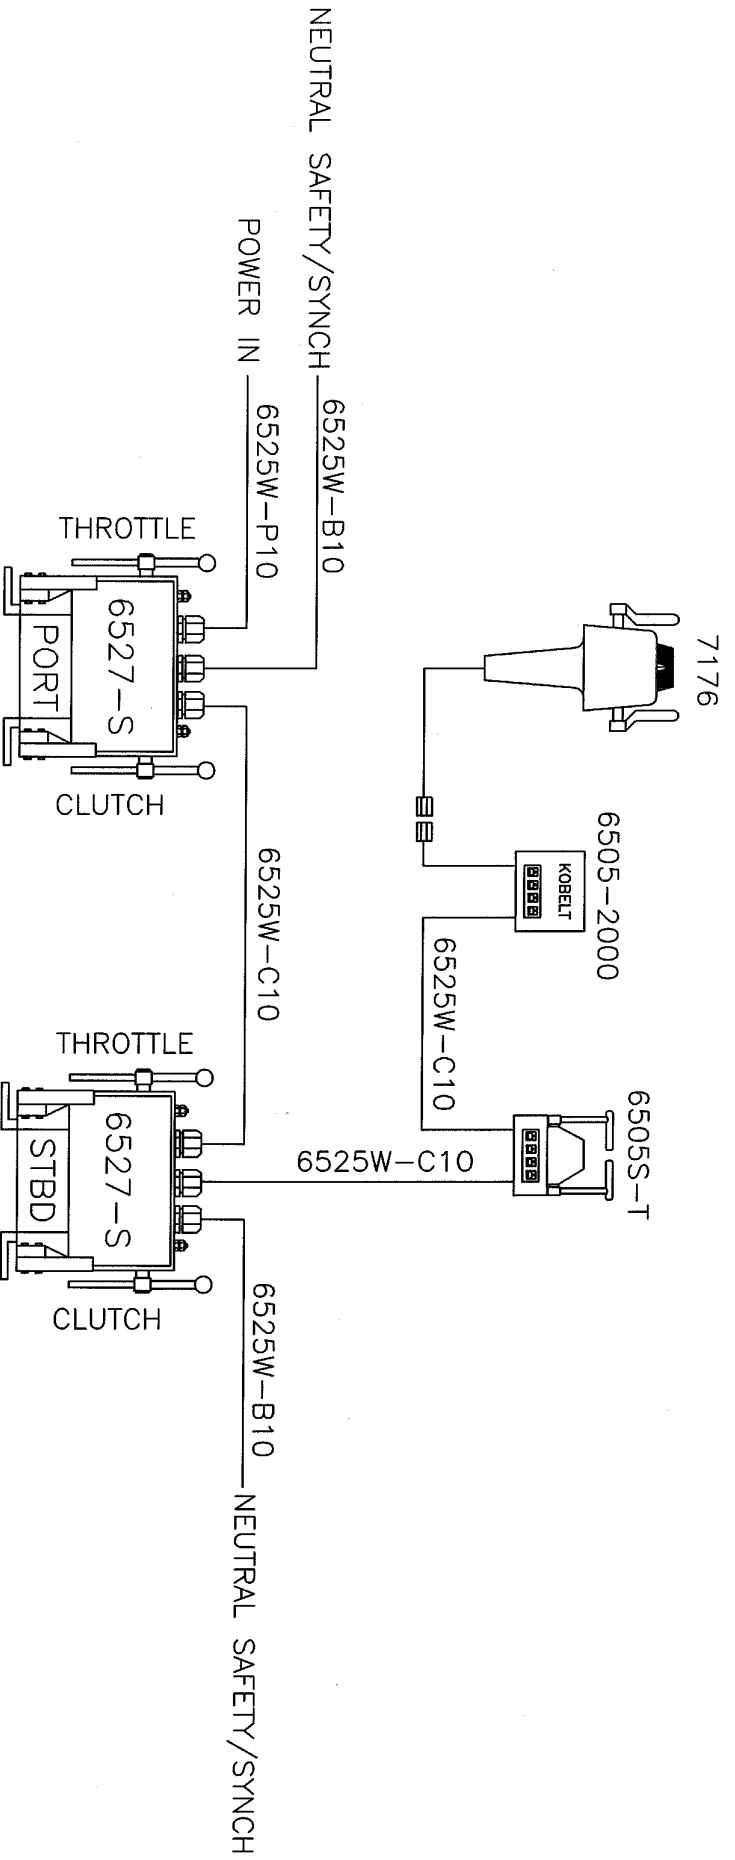 7176
6505-2000
KOBELT
6505S-T
6525W-C10
6525W-C10
NEUTRAL SAFETY/SYNCH
6525W-B10
POWER IN
6525W-P10
6525W-C10
6525W-B10
NEUTRAL SAFETY/SYNCH
THROTTLE
6527-S
PORT
CLUTCH
THROTTLE
6527-S
STBD
CLUTCH